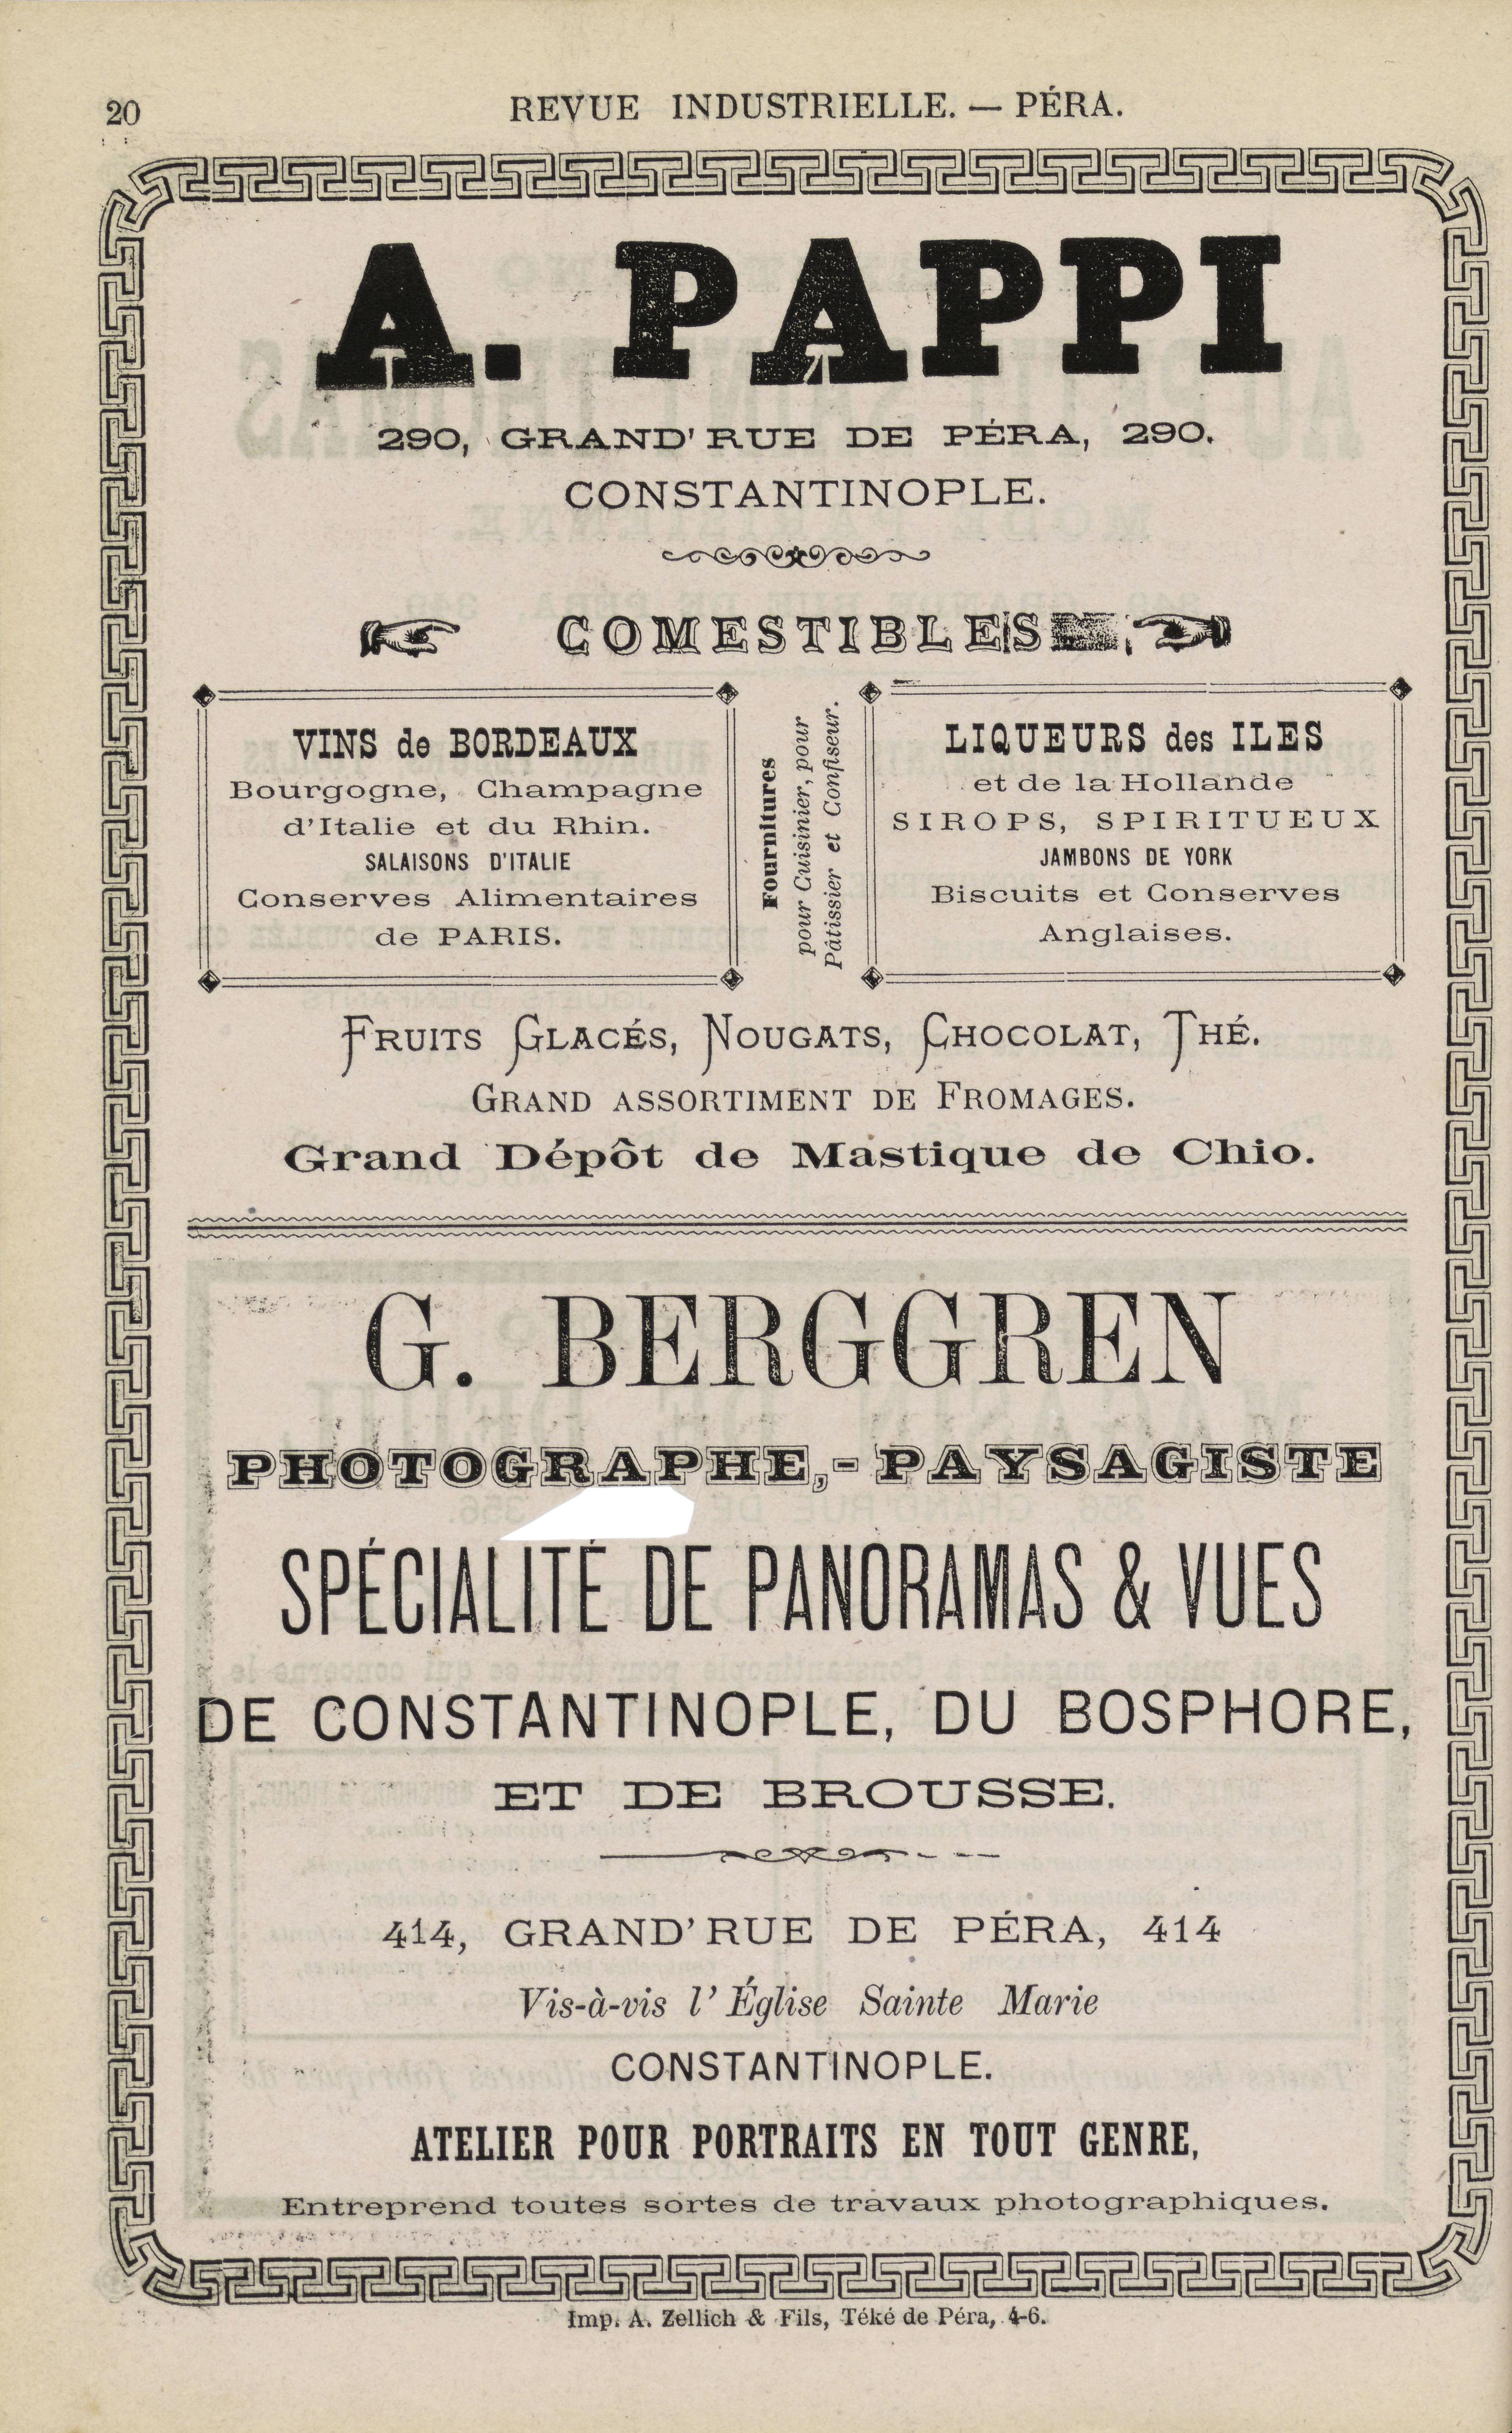 20
REVUE INDUSTRIELLE. — PÉRA.
A. PAPPI
290, GRAND'RUE DE PÉRA, 290.
CONSTANTINOPLE.
COMESTIBLES
VINS de BORDEAUX
Bourgogne, Champagne
d'Italie et du Rhin.
SALAISONS D'ITALIE
Conserves Alimentaires
de PARIS.
Fournitures
pour Cuisinier, pour
Pâtissier et Confiseur.
LIQUEURS des ILES
et de la Hollande
SIROPS, SPIRITUEUX
JAMBONS DE YORK
Biscuits et Conserves
Anglaises.
FRUITS GLACÉS, NOUGATS, CHOCOLAT, THÉ.
GRAND ASSORTIMENT DE FROMAGES.
Grand Dépôt de Mastique de Chio.
G. BERGGREN
PHOTOGRAPHE,-PAYSAGISTE
SPÉCIALITÉ DE PANORAMAS & VUES
DE CONSTANTINOPLE, DU BOSPHORE,
ET DE BROUSSE.
414, GRAND'RUE DE PÉRA, 414
Vis-à-vis l'Église Sainte Marie
CONSTANTINOPLE.
ATELIER POUR PORTRAITS EN TOUT GENRE,
Entreprend toutes sortes de travaux photographiques.
Imp. A. Zellich & Fils, Téké de Péra, 4-6.